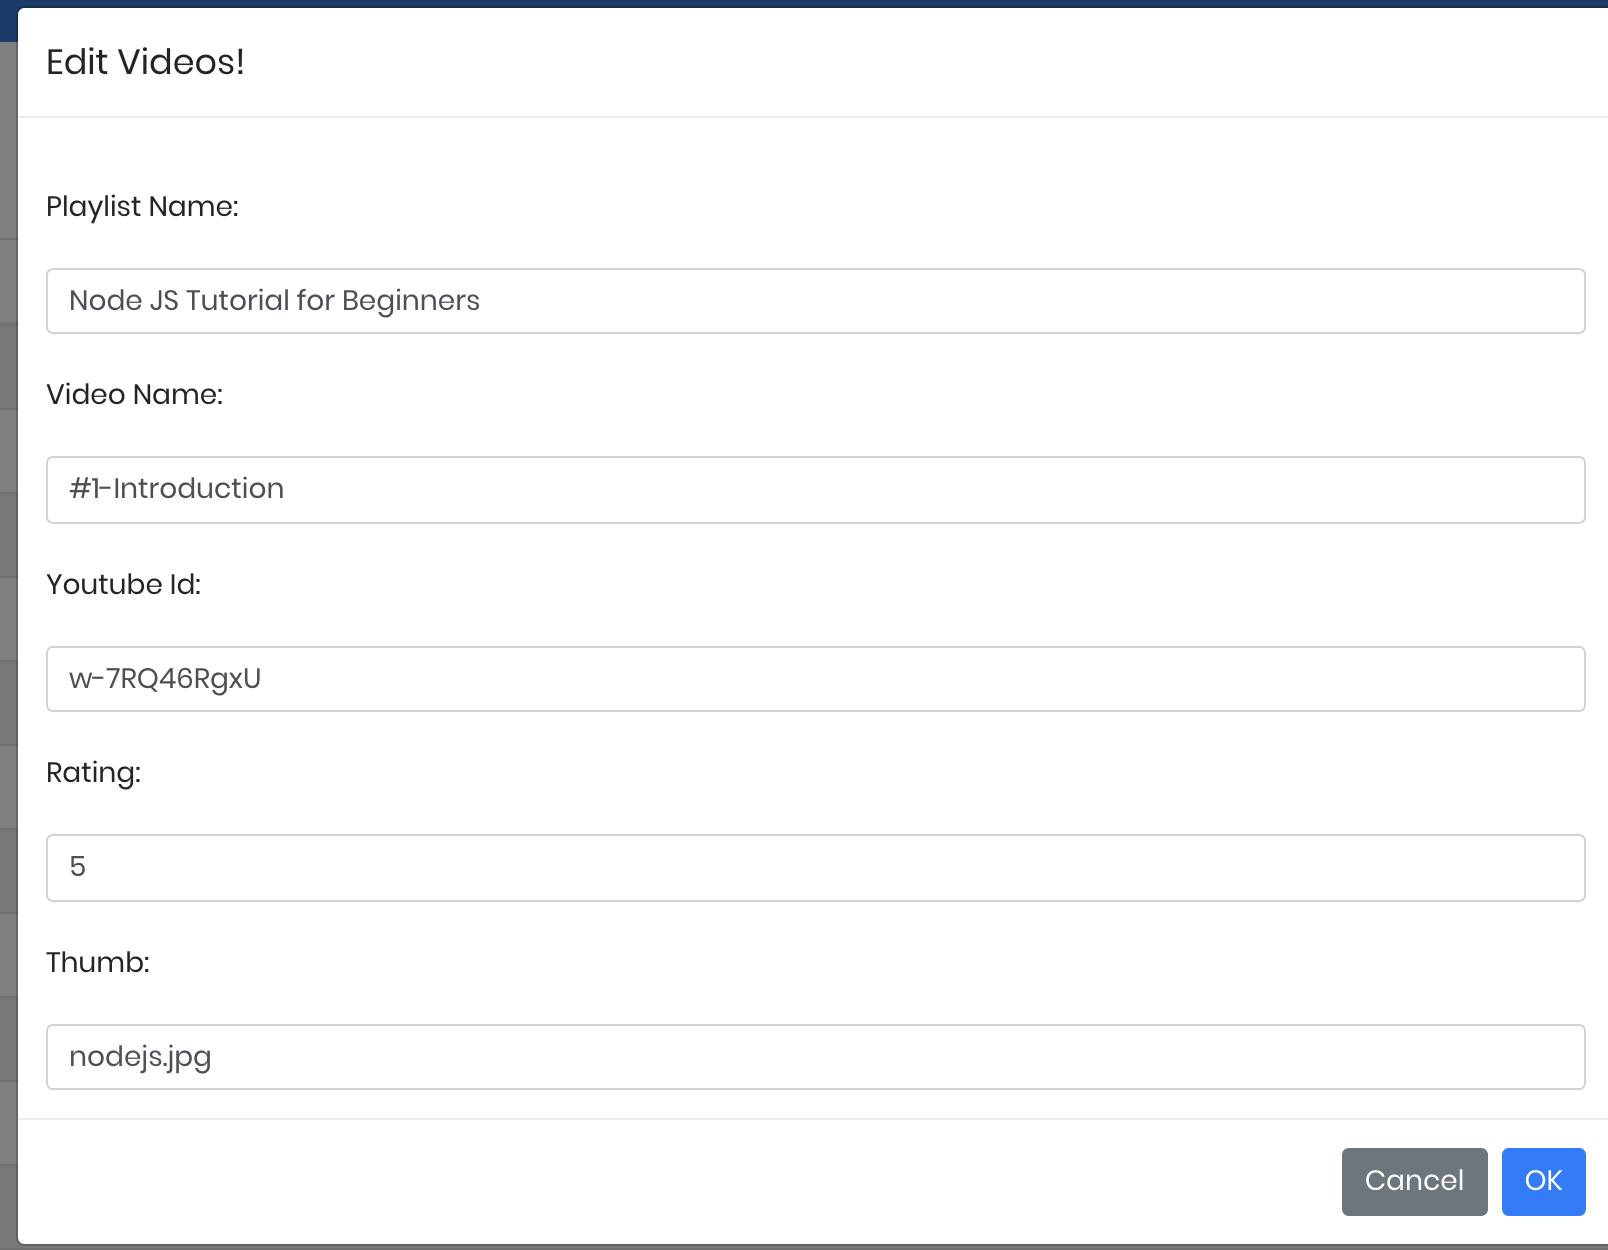 Edit Videos!
Playlist Name:
Node JS Tutorial for Beginners
Video Name:
#1-Introduction
Youtube Id:
w-7RQ46RgxU
Rating:
5
Thumb:
nodejs.jpg
Cancel OK